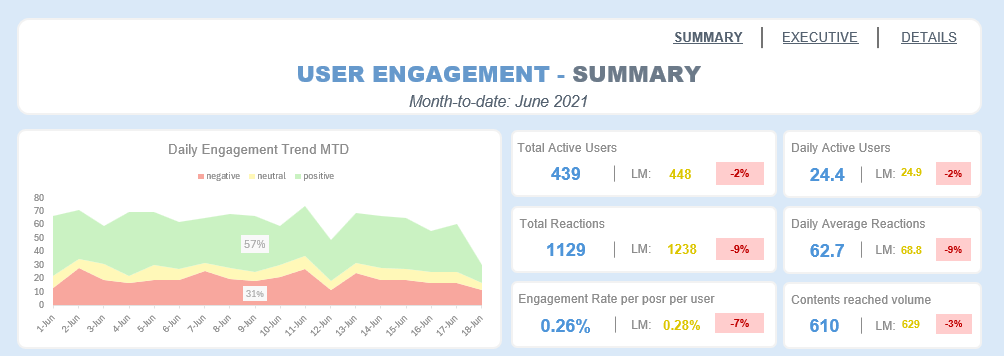 SUMMARY EXECUTIVE DETAILS
USER ENGAGEMENT - SUMMARY
Month-to-date: June 2021
Daily Engagement Trend MTD
negative neutral positive
80
70
60
50
40
30
20
10
0
57%
31%
1-Jun 2-Jun 3-Jun 4-Jun 5-Jun 6-Jun 7-Jun 8-Jun 9-Jun 10-Jun 11-Jun 12-Jun 13-Jun 14-Jun 15-Jun 16-Jun 17-Jun 18-Jun
Total Active Users
439 LM: 448 -2%
Daily Active Users
24.4 LM: 24.9 -2%
Total Reactions
1129 LM: 1238 -9%
Daily Average Reactions
62.7 LM: 68.8 -9%
Engagement Rate per posr per user
0.26% LM: 0.28% -7%
Contents reached volume
610 LM: 629 -3%